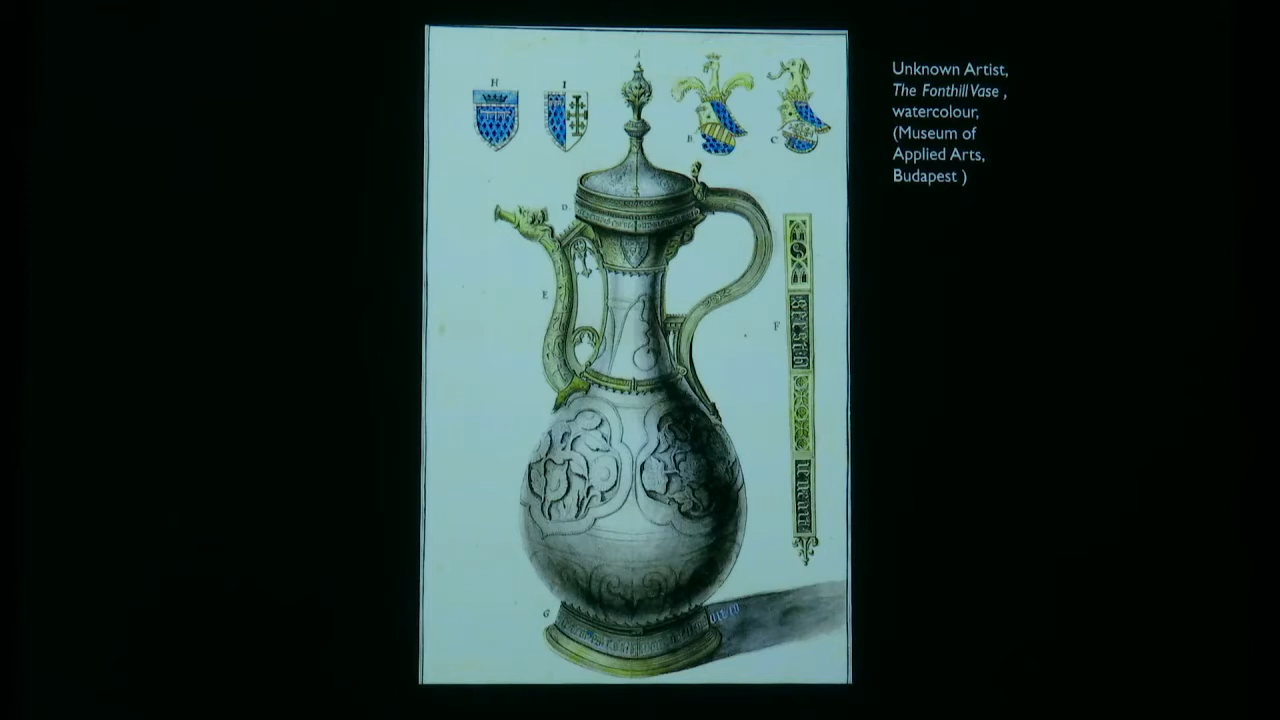 Unknown Artist,
The Fonthill Vase ,
watercolour,
(Museum of
Applied Arts,
Budapest )
A
H
I
B
C
D
E
F
G